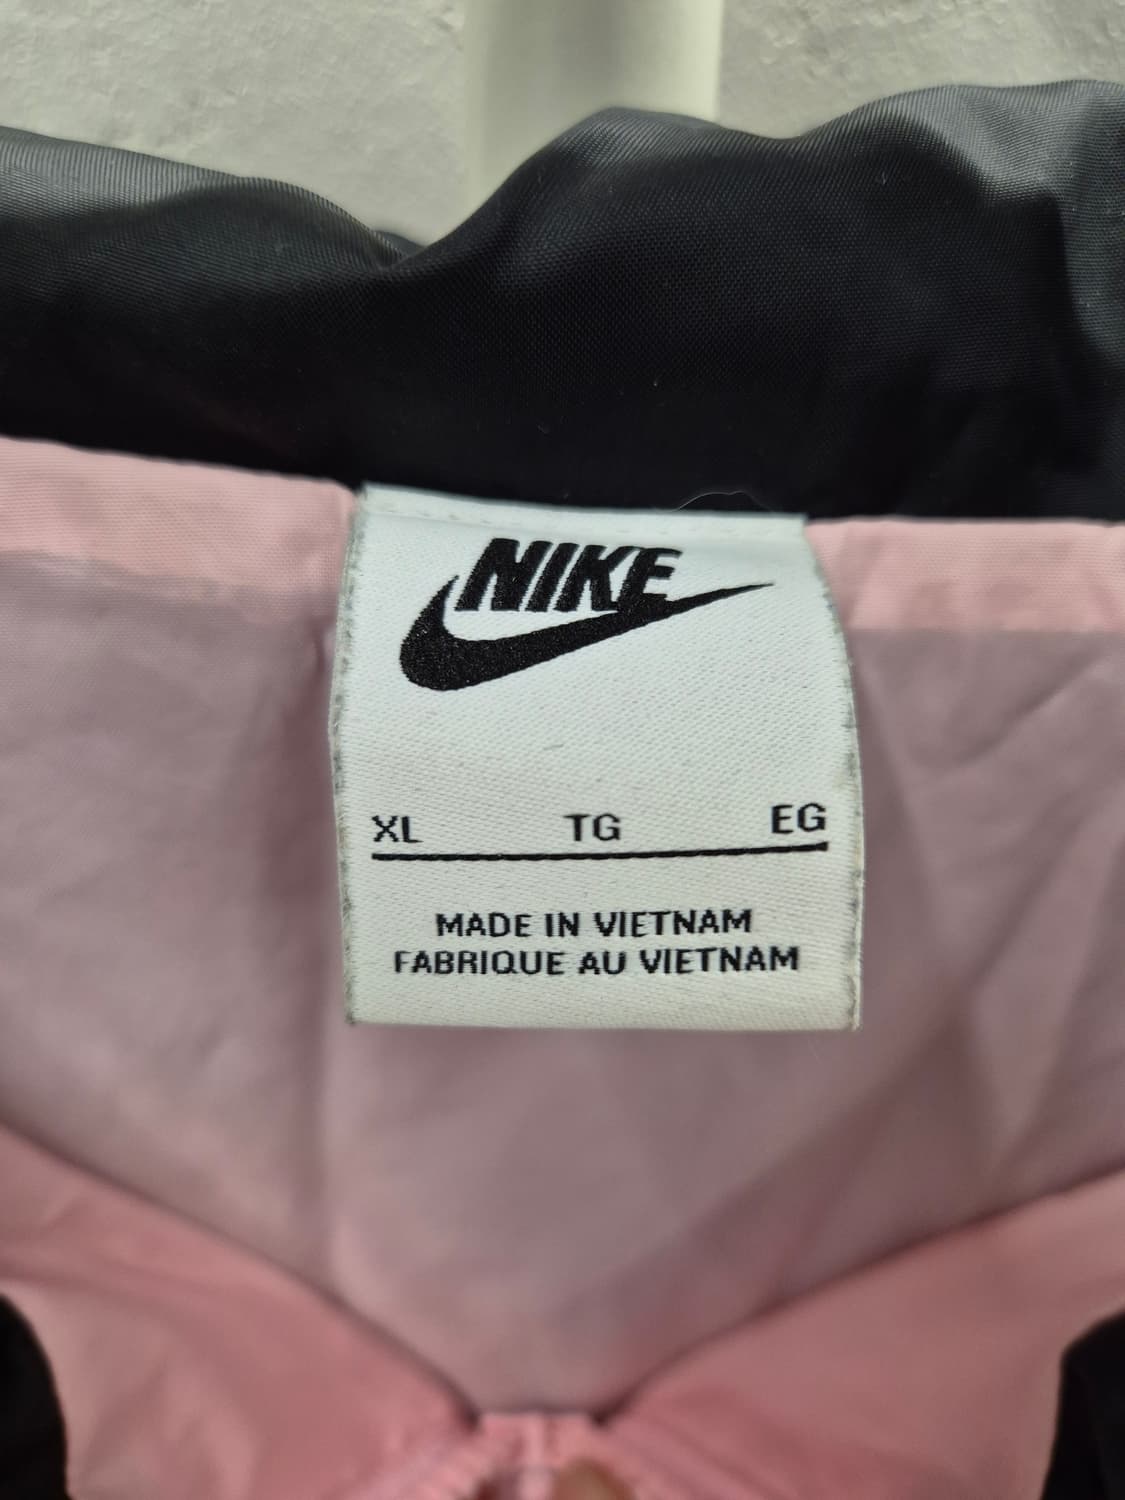 NIKE
XL TG EG
MADE IN VIETNAM
FABRIQUE AU VIETNAM